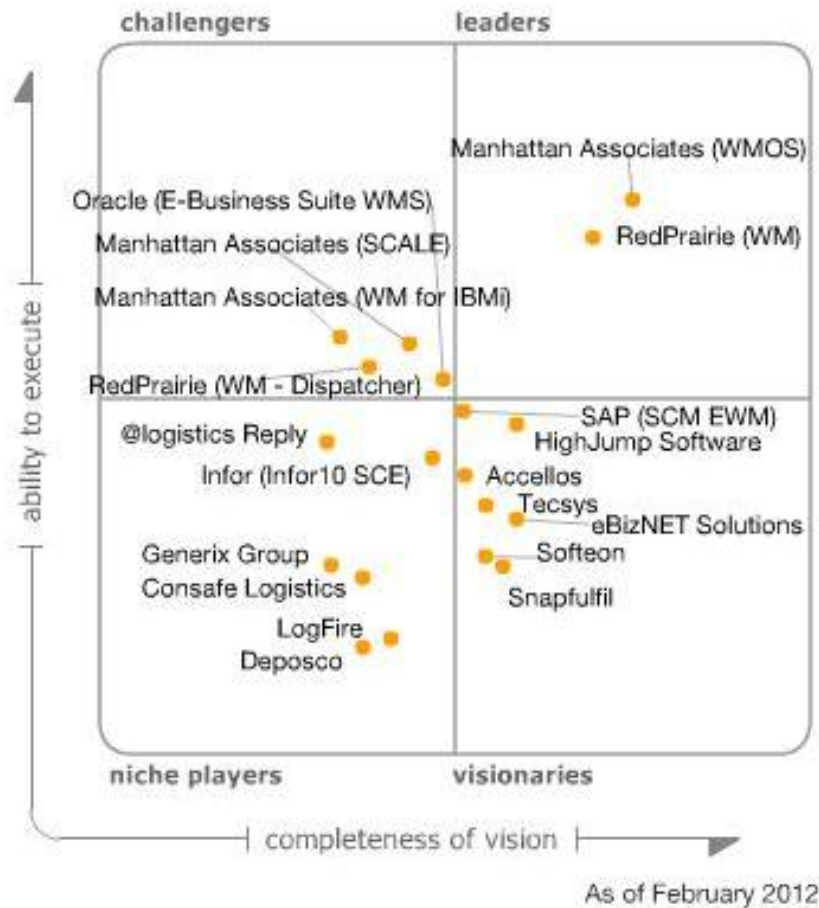 challengers
leaders
Manhattan Associates (WMOS)
Oracle (E-Business Suite WMS)
RedPrairie (WM)
Manhattan Associates (SCALE)
Manhattan Associates (WM for IBMi)
RedPrairie (WM - Dispatcher)
ability to execute
SAP (SCM EWM)
@logistics Reply
HighJump Software
Infor (Infor10 SCE)
Accellos
Tecsys
eBizNET Solutions
Generix Group
Softeon
Consafe Logistics
Snapfulfil
LogFire
Deposco
niche players
visionaries
completeness of vision
As of February 2012